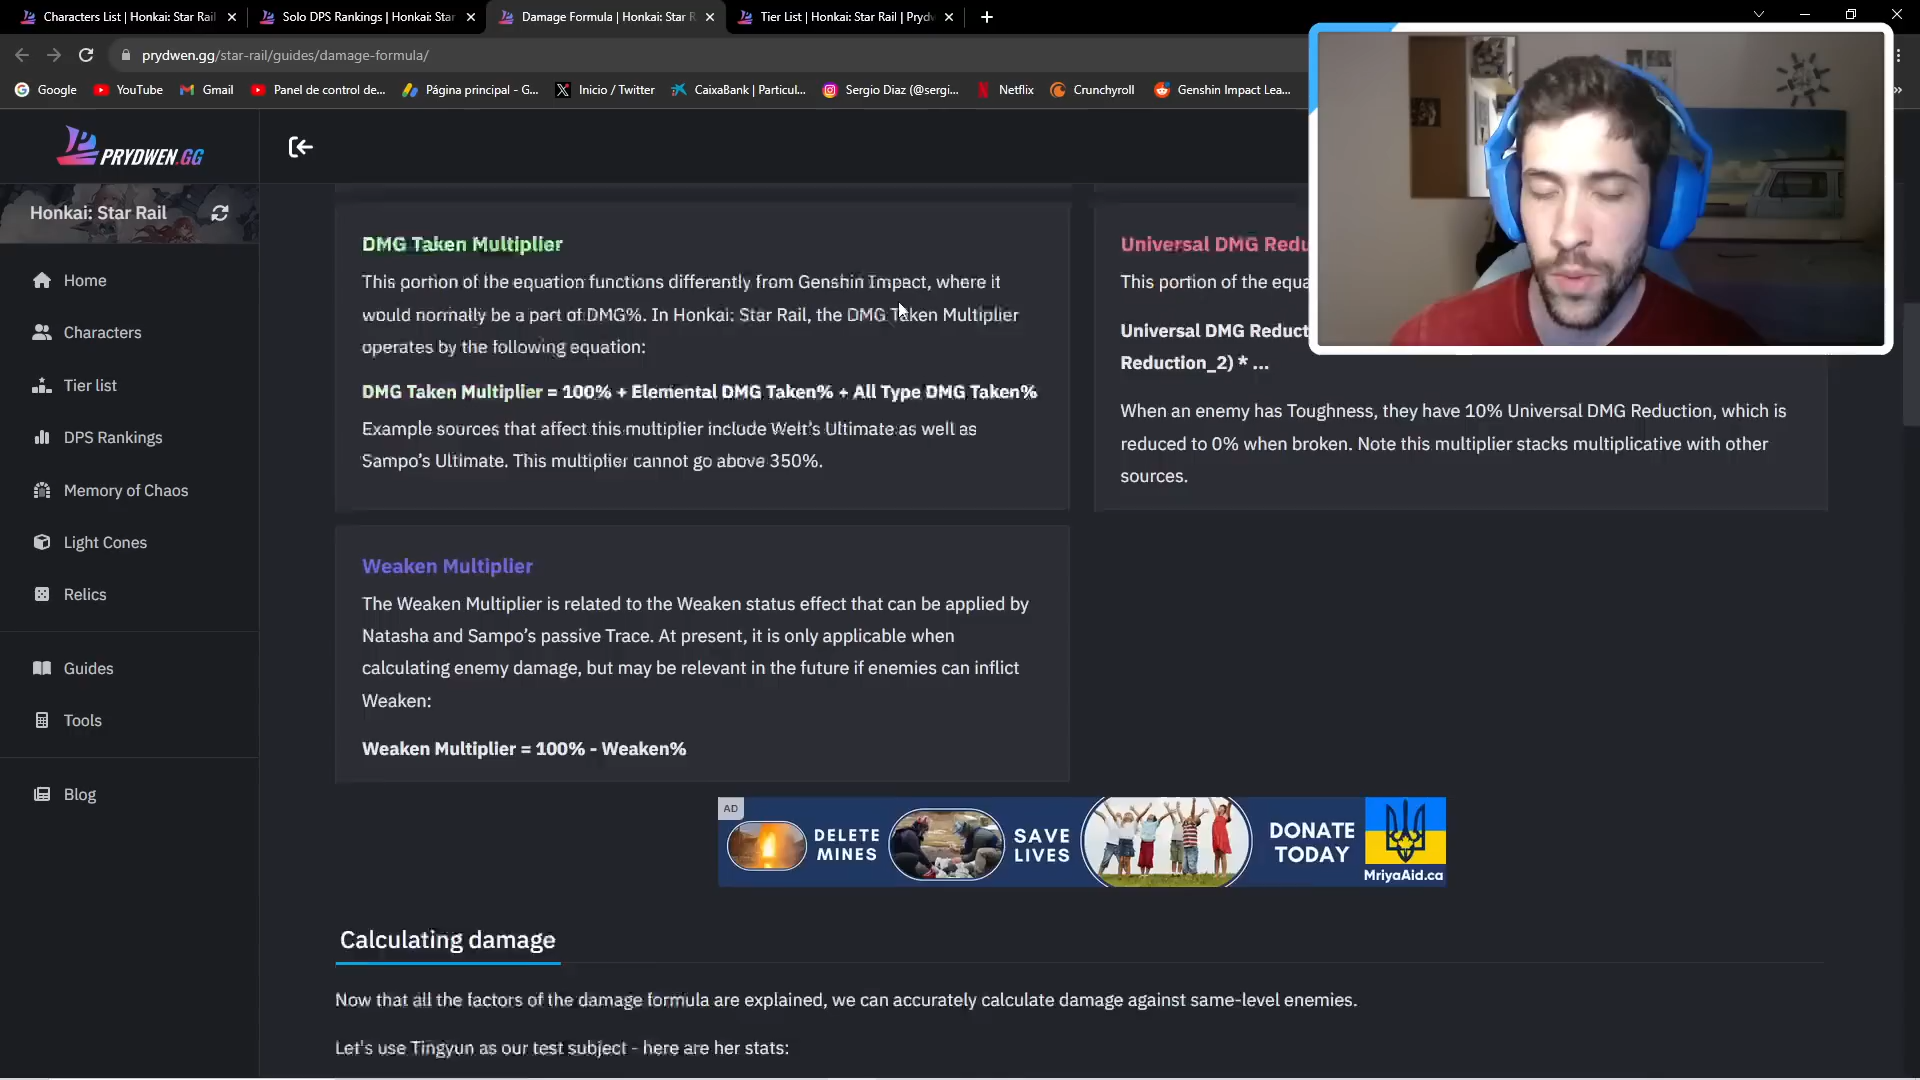 Characters List | Honkai: Star Rail
Solo DPS Rankings | Honkai: Star
Damage Formula | Honkai: Star R
Tier List | Honkai: Star Rail | Prydw
prydwen.gg/star-rail/guides/damage-formula/
Google
YouTube
Gmail
Panel de control de...
Página principal - G...
Inicio / Twitter
CaixaBank | Particul...
Sergio Diaz (@sergi...
Netflix
Crunchyroll
Genshin Impact Lea...
PRYDWEN.GG
Honkai: Star Rail
Home
Characters
Tier list
DPS Rankings
Memory of Chaos
Light Cones
Relics
Guides
Tools
Blog
DMG Taken Multiplier
This portion of the equation functions differently from Genshin Impact, where it
would normally be a part of DMG%. In Honkai: Star Rail, the DMG Taken Multiplier
operates by the following equation:
DMG Taken Multiplier = 100% + Elemental DMG Taken% + All Type DMG Taken%
Example sources that affect this multiplier include Welt's Ultimate as well as
Sampo's Ultimate. This multiplier cannot go above 350%.
Universal DMG Redu
This portion of the equa
Universal DMG Reduct
Reduction_2) * ...
When an enemy has Toughness, they have 10% Universal DMG Reduction, which is
reduced to 0% when broken. Note this multiplier stacks multiplicative with other
sources.
Weaken Multiplier
The Weaken Multiplier is related to the Weaken status effect that can be applied by
Natasha and Sampo's passive Trace. At present, it is only applicable when
calculating enemy damage, but may be relevant in the future if enemies can inflict
Weaken:
Weaken Multiplier = 100% - Weaken%
AD
DELETE
MINES
SAVE
LIVES
DONATE
TODAY
MriyaAid.ca
Calculating damage
Now that all the factors of the damage formula are explained, we can accurately calculate damage against same-level enemies.
Let's use Tingyun as our test subject - here are her stats: